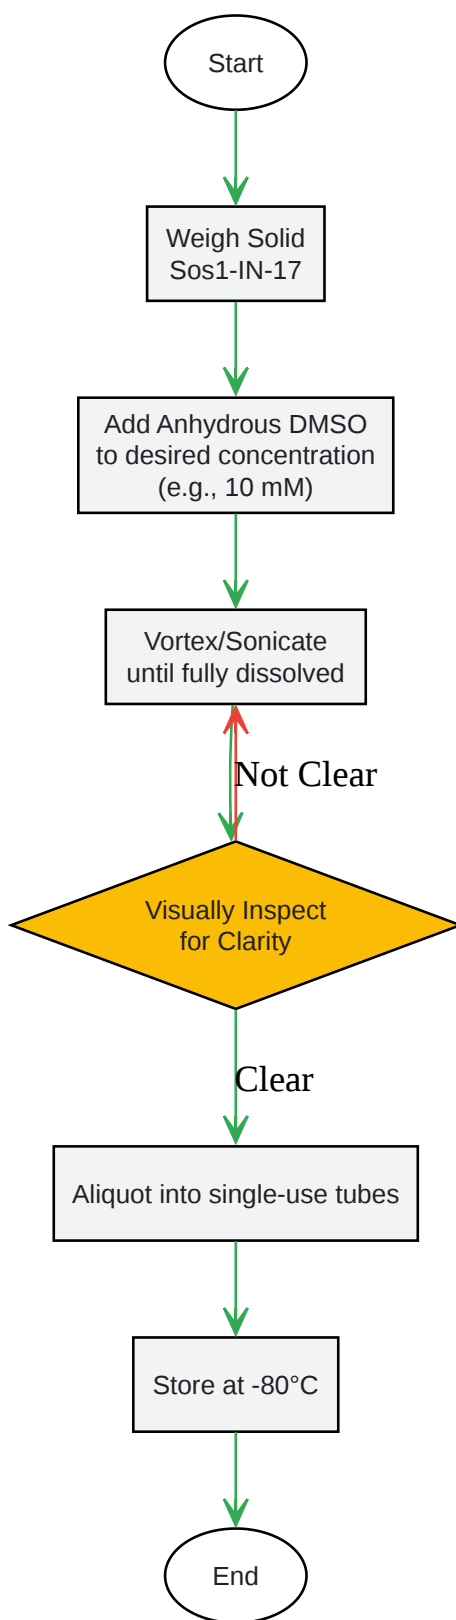 Start
Weigh Solid
Sos1-IN-17
Add Anhydrous DMSO
to desired concentration
(e.g., 10 mM)
Vortex/Sonicate
until fully dissolved
Not Clear
Visually Inspect
for Clarity
Clear
Aliquot into single-use tubes
Store at -80°C
End